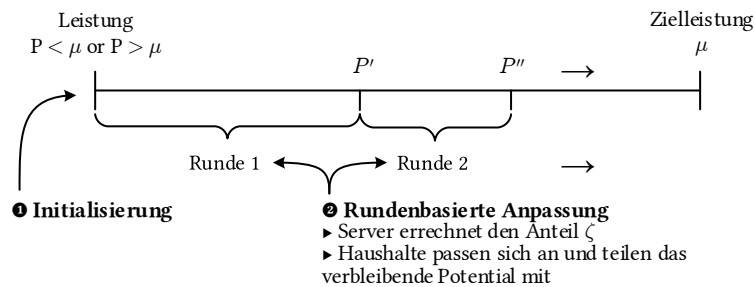 Leistung
P < μ or P > μ
Zielleistung
μ
P′
P″
→
Runde 1
Runde 2
→
❶ Initialisierung
❷ Rundenbasierte Anpassung
▸ Server errechnet den Anteil ζ
▸ Haushalte passen sich an und teilen das
verbleibende Potential mit